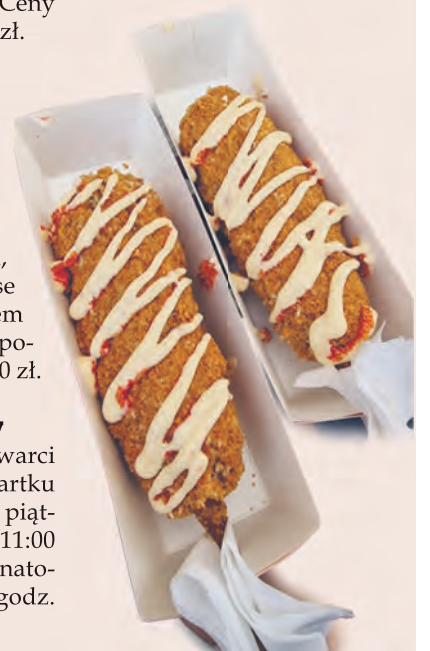 Ceny
zł.
,
se
em
po-
0 zł.
warci
artku
piąt-
11:00
nato-
godz.